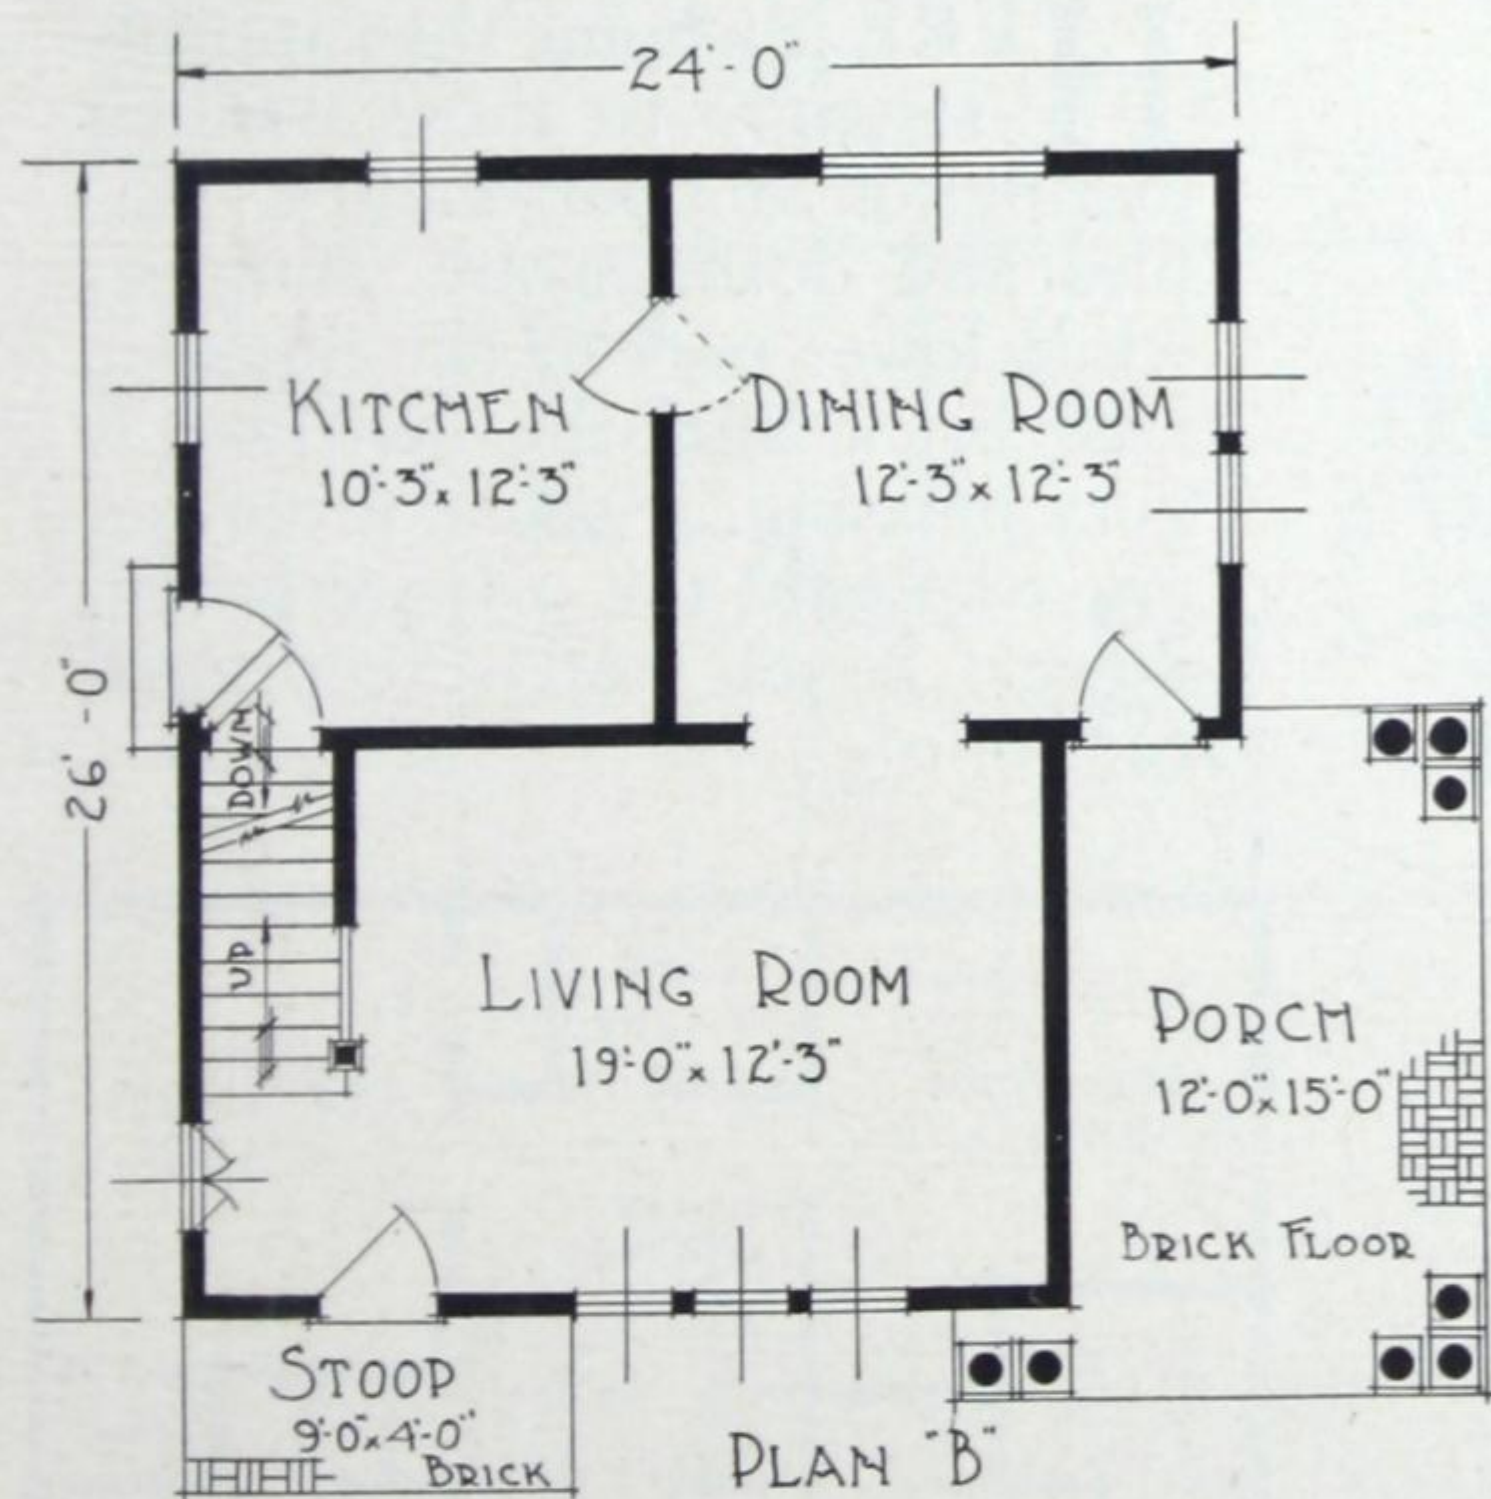 24'-0"
KITCHEN
10'-3" x 12'-3"
DINING ROOM
12'-3" x 12'-3"
26'-0"
DOWN
UP
LIVING ROOM
19'-0" x 12'-3"
PORCH
12'-0" x 15'-0"
BRICK FLOOR
STOOP
9'-0" x 4'-0"
BRICK
PLAN "B"